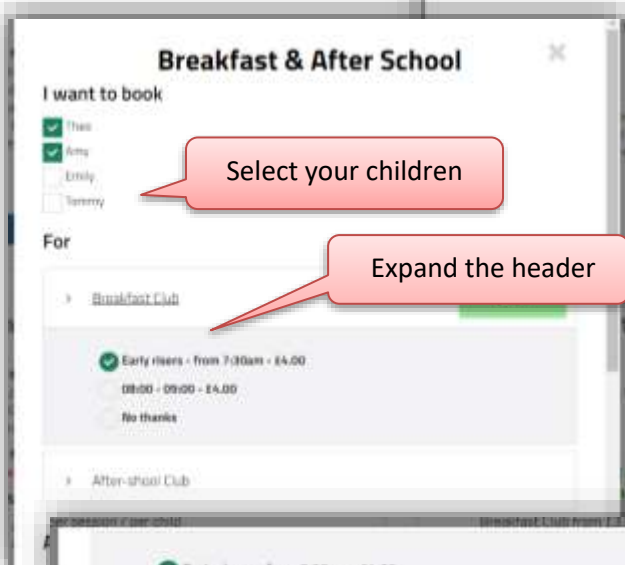 Breakfast & After School
I want to book
Theo
Amy
Select your children
Emily
Tommy
For
Expand the header
Breakfast Club
Early risers - from 7:30am - £4.00
08:00 - 09:00 - £4.00
No thanks
After-shool Club
per session / per child
Breakfast Club from